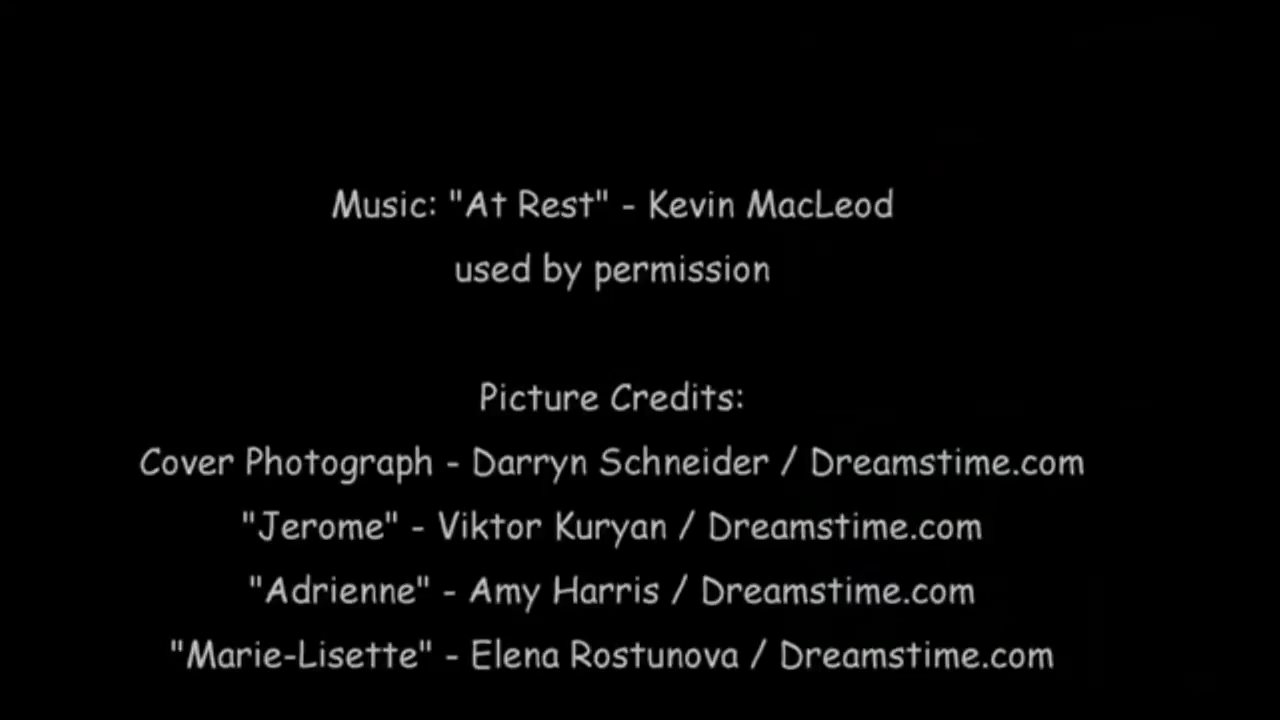 Music: "At Rest" - Kevin MacLeod
used by permission
Picture Credits:
Cover Photograph - Darryn Schneider / Dreamstime.com
"Jerome" - Viktor Kuryan / Dreamstime.com
"Adrienne" - Amy Harris / Dreamstime.com
"Marie-Lisette" - Elena Rostunova / Dreamstime.com